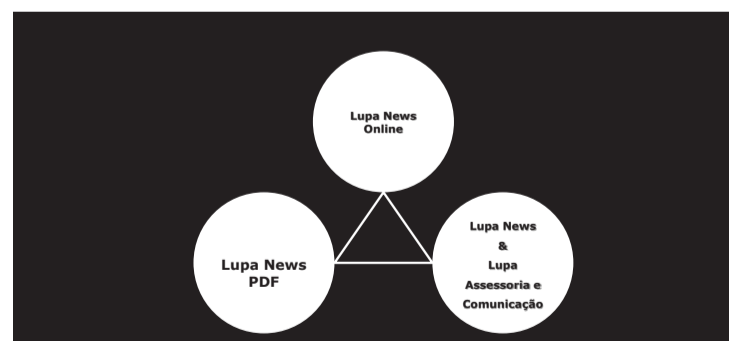 Lupa News
Online
Lupa News
PDF
Lupa News
&
Lupa
Assessoria e
Comunicação